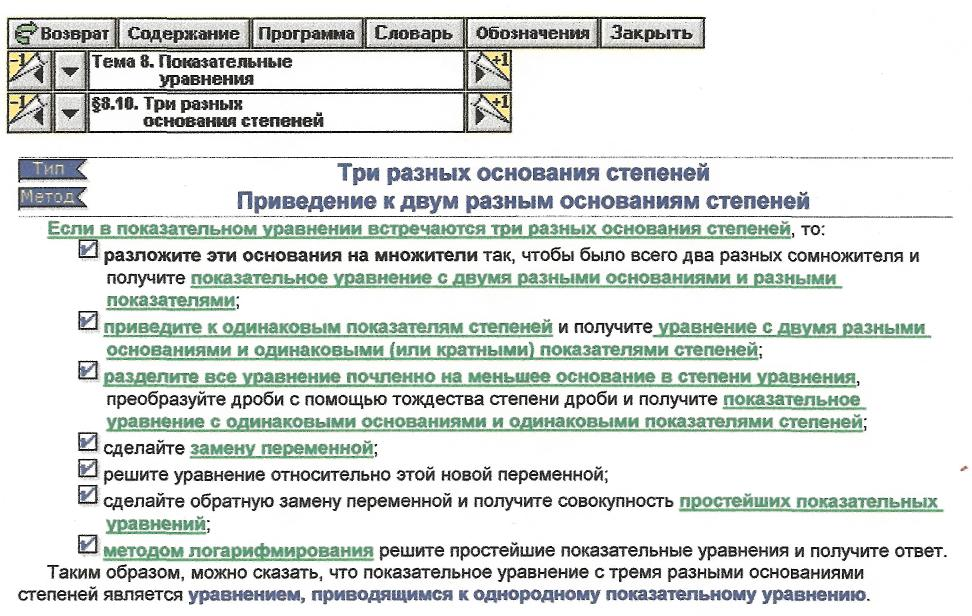 Возврат Содержание Программа Словарь Обозначения Закрыть
-1 Тема 8. Показательные +1
уравнения
-1 §8.10. Три разных +1
основания степеней
Тип Три разных основания степеней
Метод Приведение к двум разным основаниям степеней
Если в показательном уравнении встречаются три разных основания степеней, то:
разложите эти основания на множители так, чтобы было всего два разных сомножителя и
получите показательное уравнение с двумя разными основаниями и разными
показателями;
приведите к одинаковым показателям степеней и получите уравнение с двумя разными
основаниями и одинаковыми (или кратными) показателями степеней;
разделите все уравнение почленно на меньшее основание в степени уравнения,
преобразуйте дроби с помощью тождества степени дроби и получите показательное
уравнение с одинаковыми основаниями и одинаковыми показателями степеней;
сделайте замену переменной;
решите уравнение относительно этой новой переменной;
сделайте обратную замену переменной и получите совокупность простейших показательных
уравнений;
методом логарифмирования решите простейшие показательные уравнения и получите ответ.
Таким образом, можно сказать, что показательное уравнение с тремя разными основаниями
степеней является уравнением, приводящимся к однородному показательному уравнению.